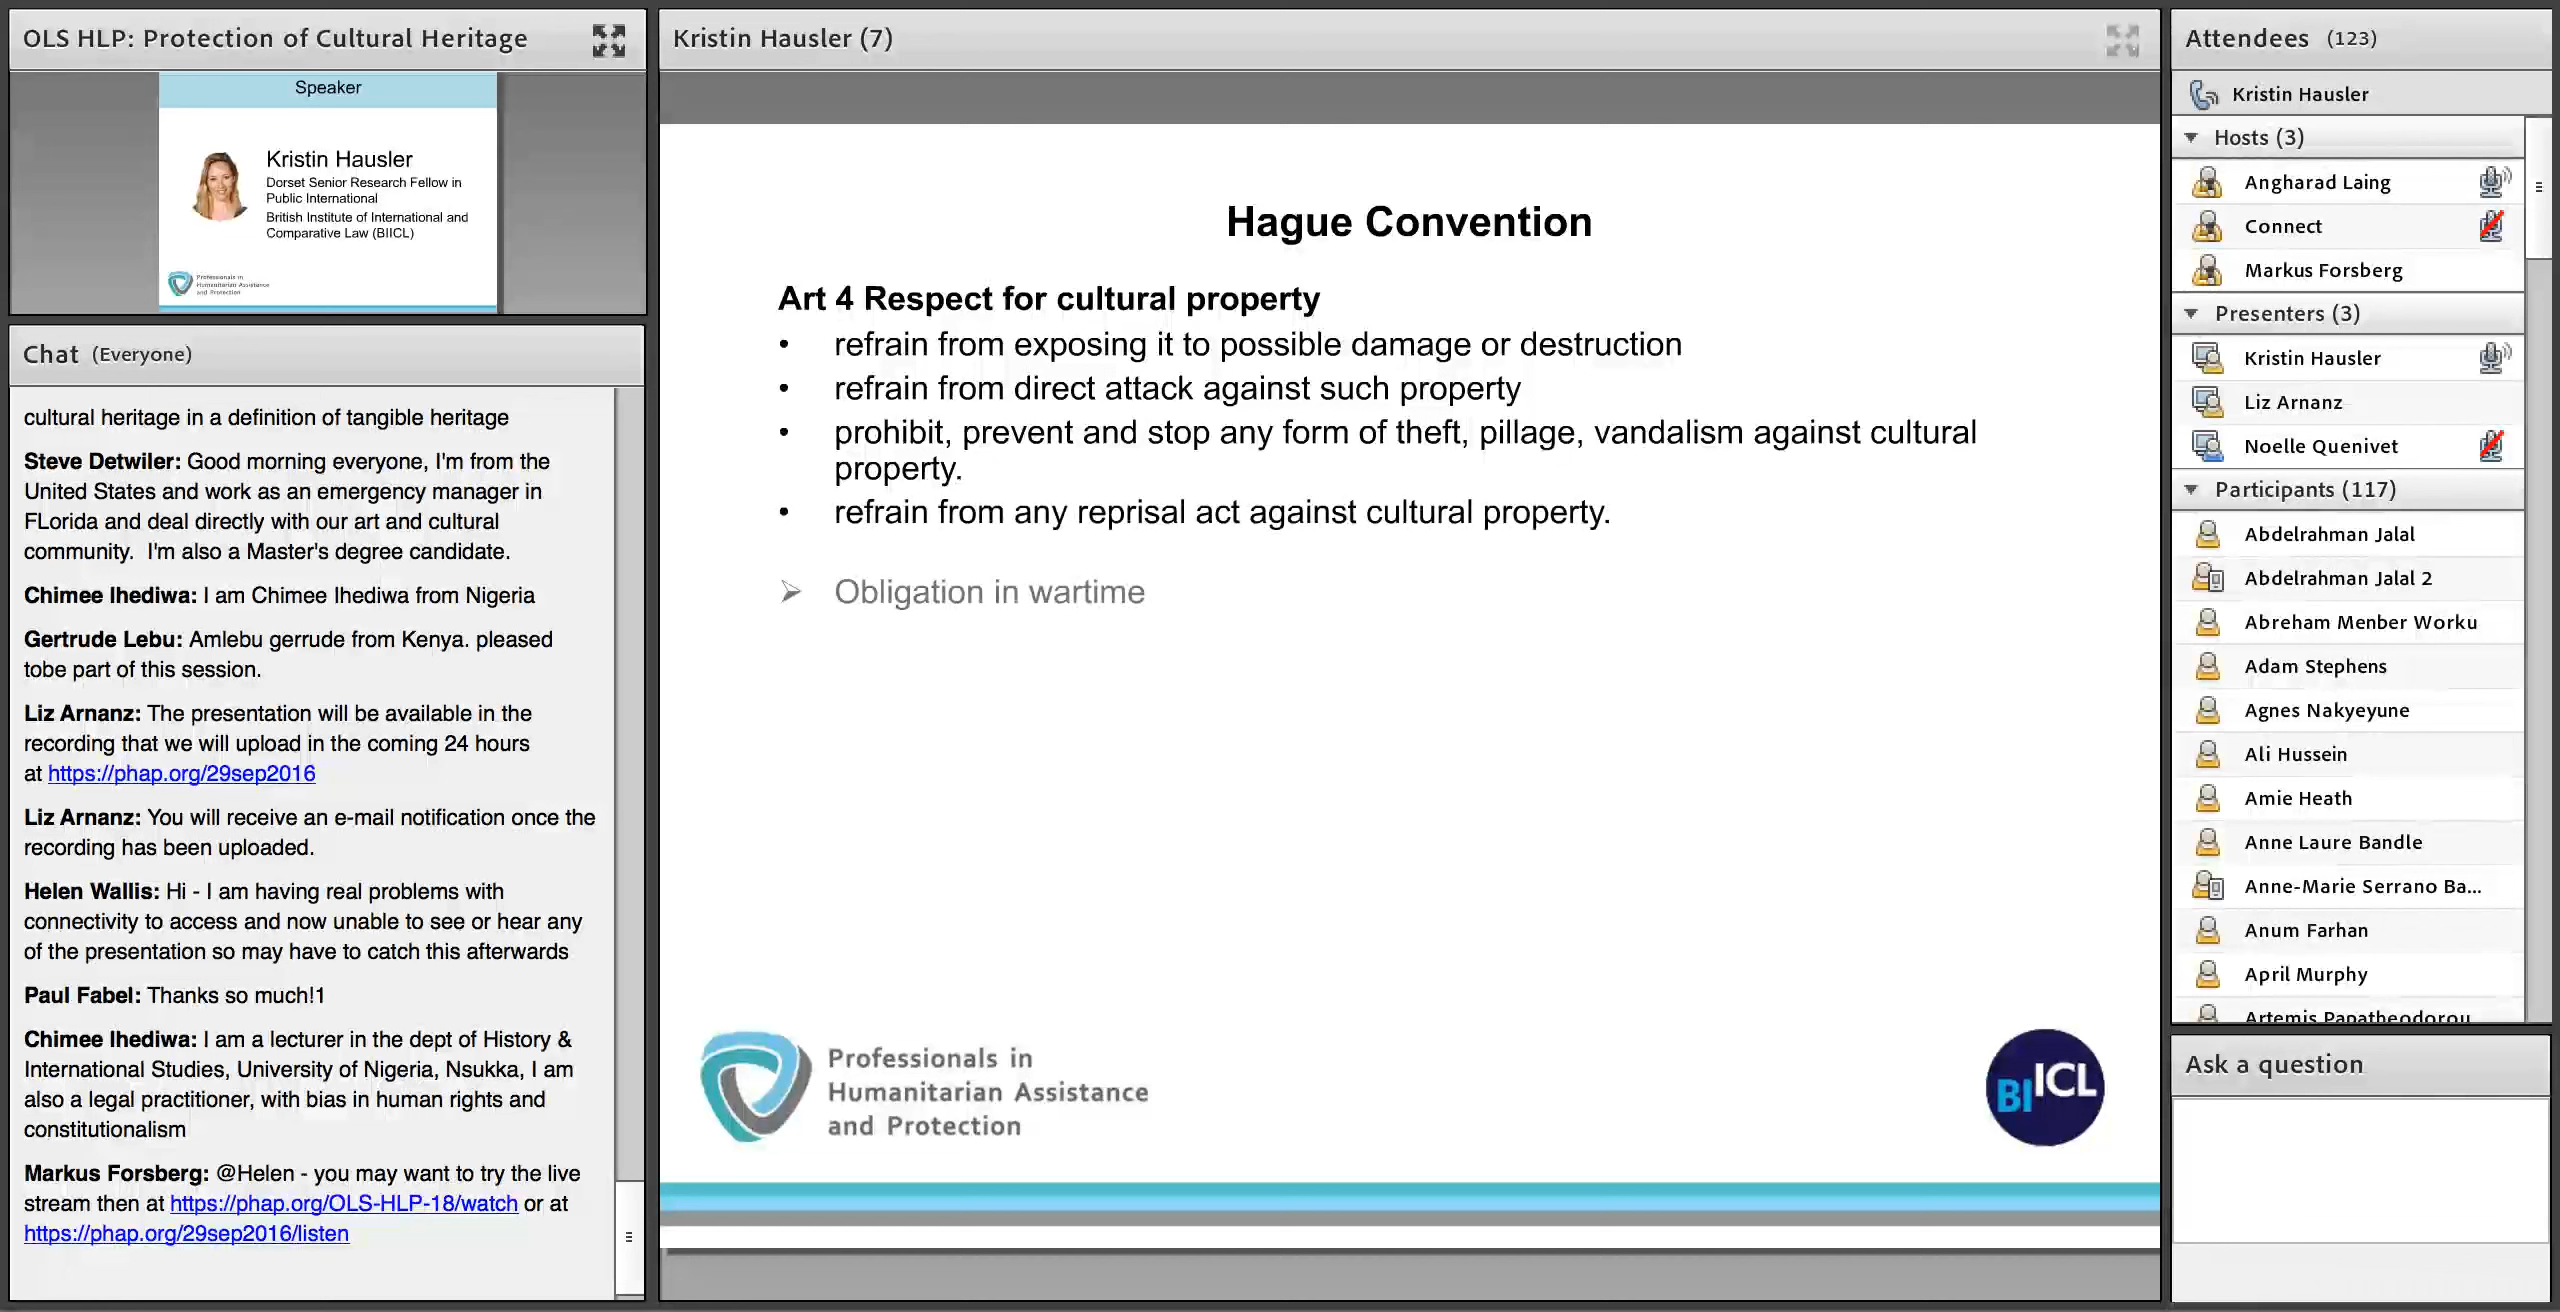 OLS HLP: Protection of Cultural Heritage
Speaker
Kristin Hausler
Dorset Senior Research Fellow in
Public International
British Institute of International and
Comparative Law (BIICL)
Professionals in
Humanitarian Assistance
and Protection
Chat (Everyone)
cultural heritage in a definition of tangible heritage
Steve Detwiler: Good morning everyone, I'm from the
United States and work as an emergency manager in
FLorida and deal directly with our art and cultural
community.  I'm also a Master's degree candidate.
Chimee Ihediwa: I am Chimee Ihediwa from Nigeria
Gertrude Lebu: Amlebu gerrude from Kenya. pleased
tobe part of this session.
Liz Arnanz: The presentation will be available in the
recording that we will upload in the coming 24 hours
at https://phap.org/29sep2016
Liz Arnanz: You will receive an e-mail notification once the
recording has been uploaded.
Helen Wallis: Hi - I am having real problems with
connectivity to access and now unable to see or hear any
of the presentation so may have to catch this afterwards
Paul Fabel: Thanks so much!1
Chimee Ihediwa: I am a lecturer in the dept of History &
International Studies, University of Nigeria, Nsukka, I am
also a legal practitioner, with bias in human rights and
constitutionalism
Markus Forsberg: @Helen - you may want to try the live
stream then at https://phap.org/OLS-HLP-18/watch or at
https://phap.org/29sep2016/listen
Kristin Hausler (7)
Hague Convention
Art 4 Respect for cultural property
• refrain from exposing it to possible damage or destruction
• refrain from direct attack against such property
• prohibit, prevent and stop any form of theft, pillage, vandalism against cultural
property.
• refrain from any reprisal act against cultural property.
➢ Obligation in wartime
Professionals in
Humanitarian Assistance
and Protection
BIICL
Attendees (123)
Kristin Hausler
Hosts (3)
Angharad Laing
Connect
Markus Forsberg
Presenters (3)
Kristin Hausler
Liz Arnanz
Noelle Quenivet
Participants (117)
Abdelrahman Jalal
Abdelrahman Jalal 2
Abreham Menber Worku
Adam Stephens
Agnes Nakyeyune
Ali Hussein
Amie Heath
Anne Laure Bandle
Anne-Marie Serrano Ba...
Anum Farhan
April Murphy
Artemis Papatheodorou
Ask a question